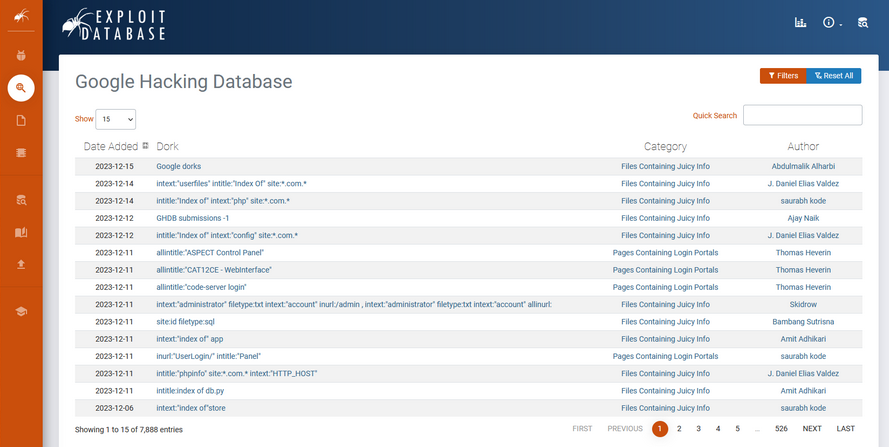 EXPLOIT
DATABASE
Google Hacking Database
Filters Reset All
Show 15 Quick Search
Date Added Dork Category Author
2023-12-15 Google dorks Files Containing Juicy Info Abdulmalik Alharbi
2023-12-14 intext:"userfiles" intitle:"Index Of" site:*.com.* Files Containing Juicy Info J. Daniel Elias Valdez
2023-12-14 intitle:"Index of" intext:"php" site:*.com.* Files Containing Juicy Info saurabh kode
2023-12-12 GHDB submissions -1 Files Containing Juicy Info Ajay Naik
2023-12-12 intitle:"Index of" intext:"config" site:*.com.* Files Containing Juicy Info J. Daniel Elias Valdez
2023-12-11 allintitle:"ASPECT Control Panel" Pages Containing Login Portals Thomas Heverin
2023-12-11 allintitle:"CAT12CE - WebInterface" Pages Containing Login Portals Thomas Heverin
2023-12-11 allintitle:"code-server login" Pages Containing Login Portals Thomas Heverin
2023-12-11 intext:"administrator" filetype:txt intext:"account" inurl:/admin , intext:"administrator" filetype:txt intext:"account" allinurl: Files Containing Juicy Info Skidrow
2023-12-11 site:id filetype:sql Files Containing Juicy Info Bambang Sutrisna
2023-12-11 intext:"index of" app Files Containing Juicy Info Amit Adhikari
2023-12-11 inurl:"UserLogin/" intitle:"Panel" Pages Containing Login Portals saurabh kode
2023-12-11 intitle:"phpinfo" site:*.com.* intext:"HTTP_HOST" Files Containing Juicy Info J. Daniel Elias Valdez
2023-12-11 intitle:index of db.py Files Containing Juicy Info Amit Adhikari
2023-12-06 intext:"index of"store Files Containing Juicy Info saurabh kode
Showing 1 to 15 of 7,888 entries FIRST PREVIOUS 1 2 3 4 5 … 526 NEXT LAST